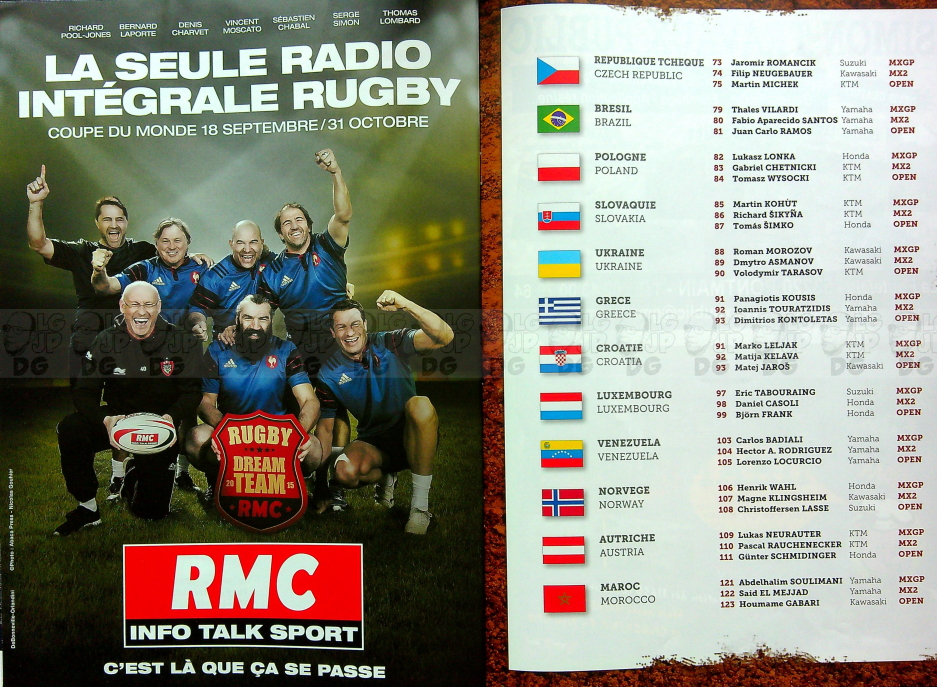 RICHARD POOL-JONES
BERNARD LAPORTE
DENIS CHARVET
VINCENT MOSCATO
SÉBASTIEN CHABAL
SERGE SIMON
THOMAS LOMBARD
LA SEULE RADIO
INTÉGRALE RUGBY
COUPE DU MONDE 18 SEPTEMBRE/31 OCTOBRE
RMC
RUGBY
DREAM
20 TEAM 15
RMC
RMC
INFO TALK SPORT
C'EST LÀ QUE ÇA SE PASSE
DeBonneville-Orlandini ©Photo : Abaca Press - Nicolas Goehler
REPUBLIQUE TCHEQUE 73 Jaromír ROMANCIK Suzuki MXGP
CZECH REPUBLIC 74 Filip NEUGEBAUER Kawasaki MX2
75 Martin MICHEK KTM OPEN
BRESIL 79 Thales VILARDI Yamaha MXGP
BRAZIL 80 Fabio Aparecido SANTOS Yamaha MX2
81 Juan Carlo RAMOS Yamaha OPEN
POLOGNE 82 Lukasz LONKA Honda MXGP
POLAND 83 Gabriel CHETNICKI KTM MX2
84 Tomasz WYSOCKI KTM OPEN
SLOVAQUIE 85 Martin KOHÙT KTM MXGP
SLOVAKIA 86 Richard ŠIKYÑA KTM MX2
87 Tomás ŠIMKO Honda OPEN
UKRAINE 88 Roman MOROZOV Kawasaki MXGP
UKRAINE 89 Dmytro ASMANOV Kawasaki MX2
90 Volodymir TARASOV KTM OPEN
GRECE 91 Panagiotis KOUSIS Honda MXGP
GREECE 92 Ioannis TOURATZIDIS Yamaha MX2
93 Dimitrios KONTOLETAS Yamaha OPEN
CROATIE 91 Marko LELJAK KTM MXGP
CROATIA 92 Matija KELAVA KTM MX2
93 Matej JAROŠ Kawasaki OPEN
LUXEMBOURG 97 Eric TABOURAING Suzuki MXGP
LUXEMBOURG 98 Daniel CASOLI Honda MX2
99 Björn FRANK Honda OPEN
VENEZUELA 103 Carlos BADIALI Yamaha MXGP
VENEZUELA 104 Hector A. RODRIGUEZ Yamaha MX2
105 Lorenzo LOCURCIO Yamaha OPEN
NORVEGE 106 Henrik WAHL Honda MXGP
NORWAY 107 Magne KLINGSHEIM Kawasaki MX2
108 Christoffersen LASSE Suzuki OPEN
AUTRICHE 109 Lukas NEURAUTER KTM MXGP
AUSTRIA 110 Pascal RAUCHENECKER KTM MX2
111 Günter SCHMIDINGER Honda OPEN
MAROC 121 Abdelhalim SOULIMANI Yamaha MXGP
MOROCCO 122 Said EL MEJJAD Yamaha MX2
123 Houmame GABARI Kawasaki OPEN